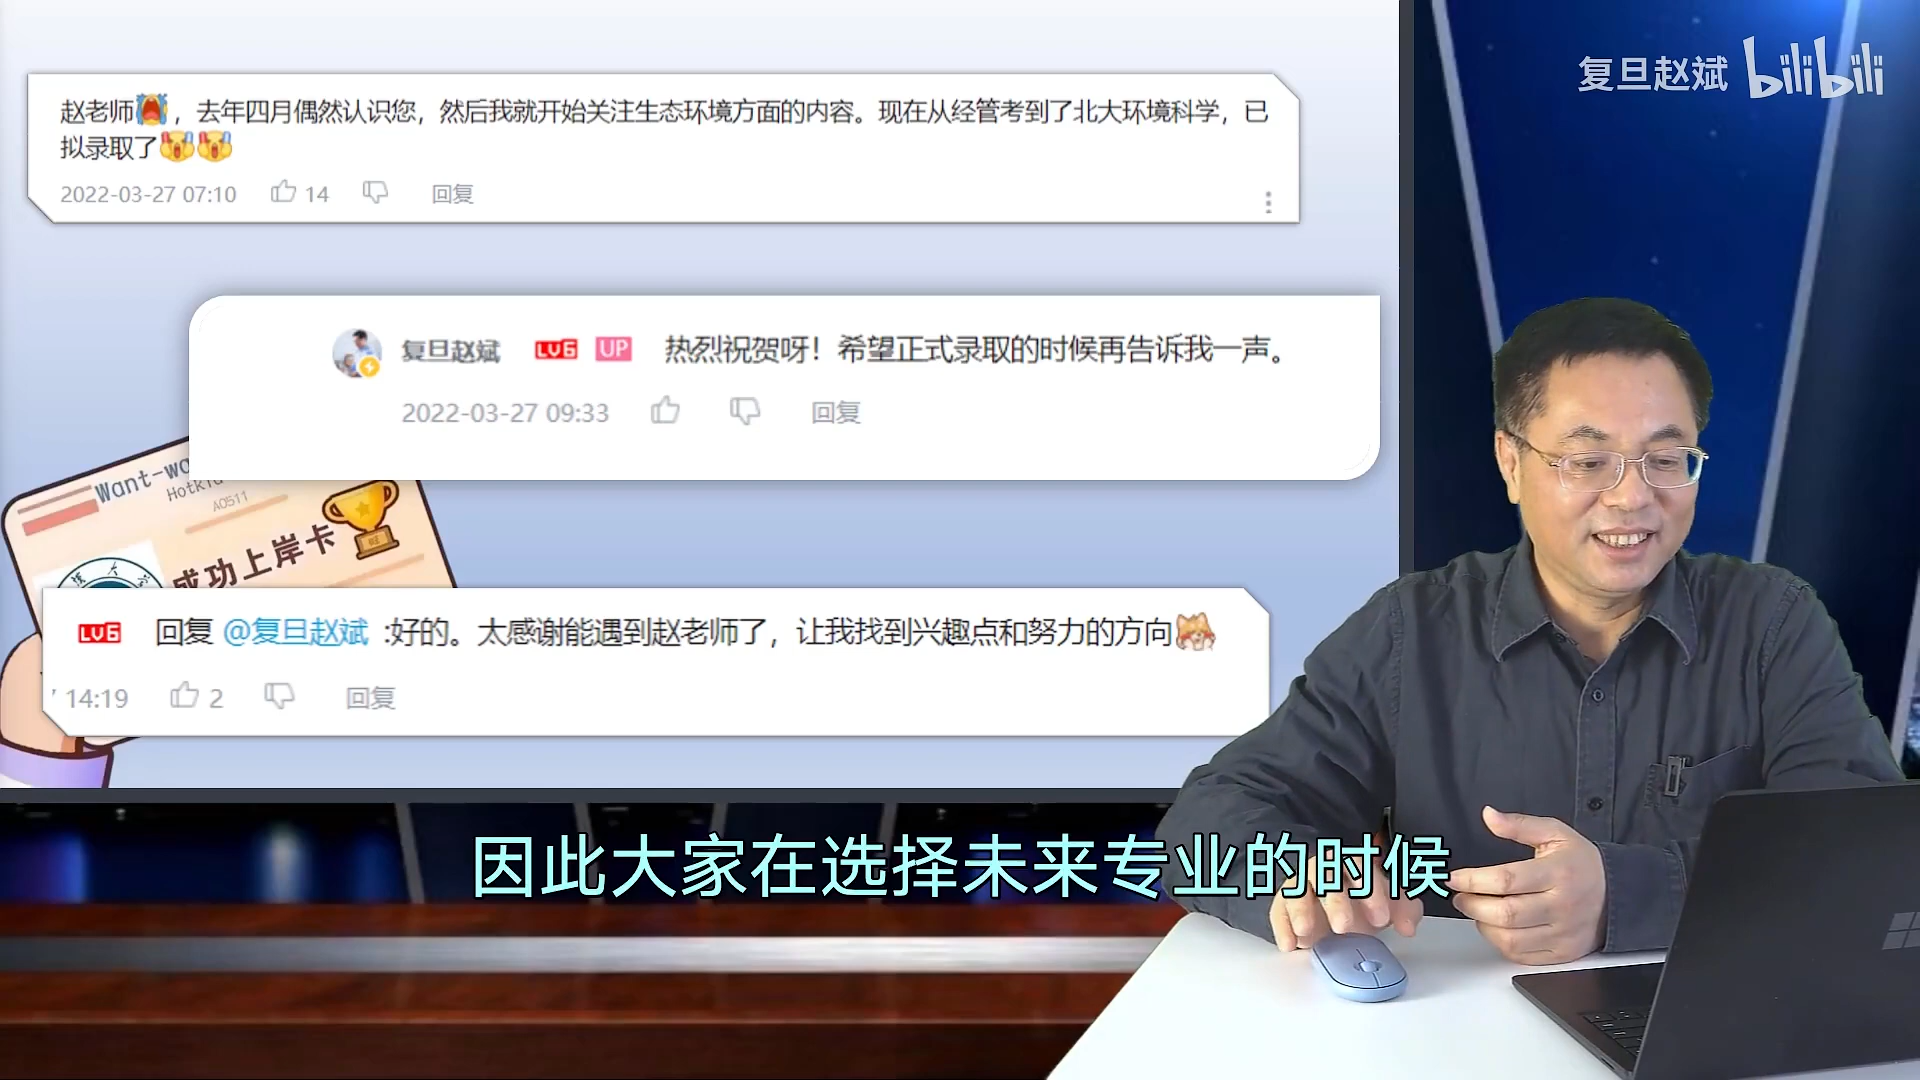 复旦赵斌 bilibili
赵老师，去年四月偶然认识您，然后我就开始关注生态环境方面的内容。现在从经管考到了北大环境科学，已
拟录取了
2022-03-27 07:10 14 回复
复旦赵斌 LV6 UP 热烈祝贺呀！希望正式录取的时候再告诉我一声。
2022-03-27 09:33 回复
Want-wa
HotKid
A0511
成功上岸卡
旺
LV6 回复 @复旦赵斌 :好的。太感谢能遇到赵老师了，让我找到兴趣点和努力的方向
14:19 2 回复
因此大家在选择未来专业的时候